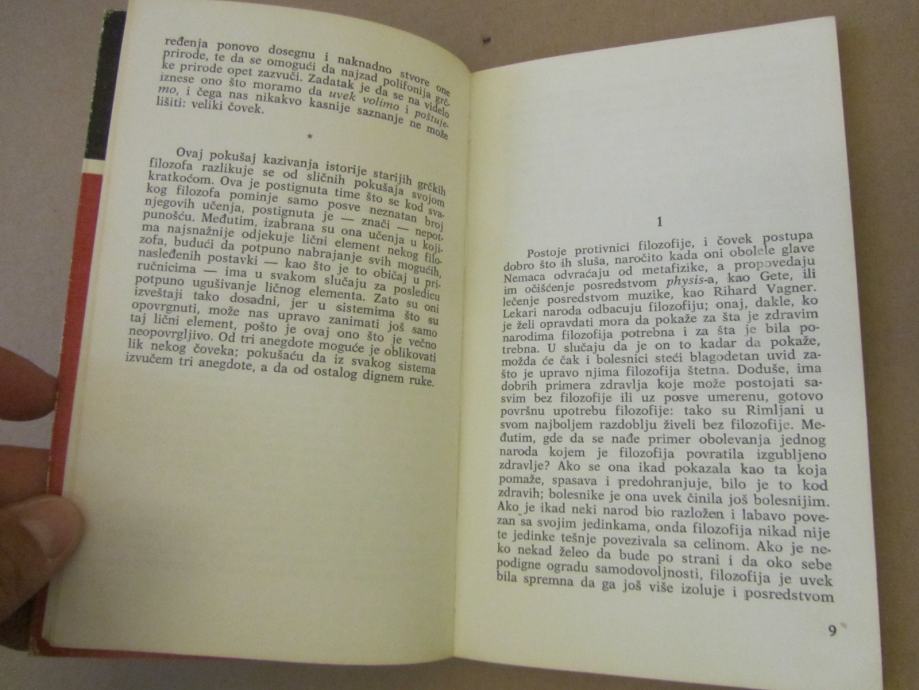 ređenja ponovo dosegnu i naknadno stvore one
prirode, te da se omogući da najzad polifonija grč-
ke prirode opet zazvuči. Zadatak je da se na videlo
iznese ono što moramo da uvek volimo i poštuje-
mo, i čega nas nikakvo kasnije saznanje ne može
lišiti: veliki čovek.
*
Ovaj pokušaj kazivanja istorije starijih grčkih
filozofa razlikuje se od sličnih pokušaja svojom
kratkoćom. Ova je postignuta time što se kod sva-
kog filozofa pominje samo posve neznatan broj
njegovih učenja, postignuta je — znači — nepot-
punošću. Međutim, izabrana su ona učenja u koji-
ma najsnažnije odjekuje lični element nekog filo-
zofa, budući da potpuno nabrajanje svih mogućih,
nasleđenih postavki — kao što je to običaj u pri-
ručnicima — ima u svakom slučaju za posledicu
potpuno ugušivanje ličnog elementa. Zato su oni
izveštaji tako dosadni, jer u sistemima što su
opovrgnuti, može nas upravo zanimati još samo
taj lični element, pošto je ovaj ono što je večno
neopovrgljivo. Od tri anegdote moguće je oblikovati
lik nekog čoveka; pokušaću da iz svakog sistema
izvučem tri anegdote, a da od ostalog dignem ruke.
1
Postoje protivnici filozofije, i čovek postupa
dobro što ih sluša, naročito kada oni obolele glave
Nemaca odvraćaju od metafizike, a propovedaju
im očišćenje posredstvom physis-a, kao Gete, ili
lečenje posredstvom muzike, kao Rihard Vagner.
Lekari naroda odbacuju filozofiju; onaj, dakle, ko
je želi opravdati mora da pokaže za šta je zdravim
narodima filozofija potrebna i za šta je bila po-
trebna. U slučaju da je on to kadar da pokaže,
možda će čak i bolesnici steći blagodetan uvid za-
što je upravo njima filozofija štetna. Doduše, ima
dobrih primera zdravlja koje može postojati sa-
svim bez filozofije ili uz posve umerenu, gotovo
površnu upotrebu filozofije: tako su Rimljani u
svom najboljem razdoblju živeli bez filozofije. Me-
đutim, gde da se nađe primer obolevanja jednog
naroda kojem je filozofija povratila izgubljeno
zdravlje? Ako se ona ikad pokazala kao ta koja
pomaže, spasava i predohranjuje, bilo je to kod
zdravih; bolesnike je ona uvek činila još bolesnijim.
Ako je ikad neki narod bio razložen i labavo pove-
zan sa svojim jedinkama, onda filozofija nikad nije
te jedinke tešnje povezivala sa celinom. Ako je ne-
ko nekad želeo da bude po strani i da oko sebe
podigne ogradu samodovoljnosti, filozofija je uvek
bila spremna da ga još više izoluje i posredstvom
9